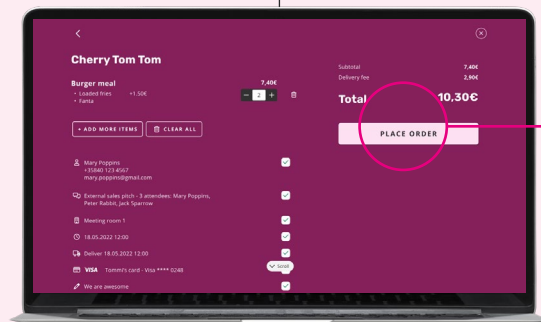 Cherry Tom Tom
Burger meal 7,40€
• Loaded fries +1.50€
• Fanta
− 2 +
+ ADD MORE ITEMS
CLEAR ALL
Subtotal 7,40€
Delivery fee 2,90€
Total 10,30€
PLACE ORDER
Mary Poppins
+35840 123 4567
mary.poppins@gmail.com
External sales pitch - 3 attendees: Mary Poppins,
Peter Rabbit, Jack Sparrow
Meeting room 1
18.05.2022 12:00
Deliver 18.05.2022 12:00
VISA Tommi's card - Visa **** 0248
Scroll
We are awesome